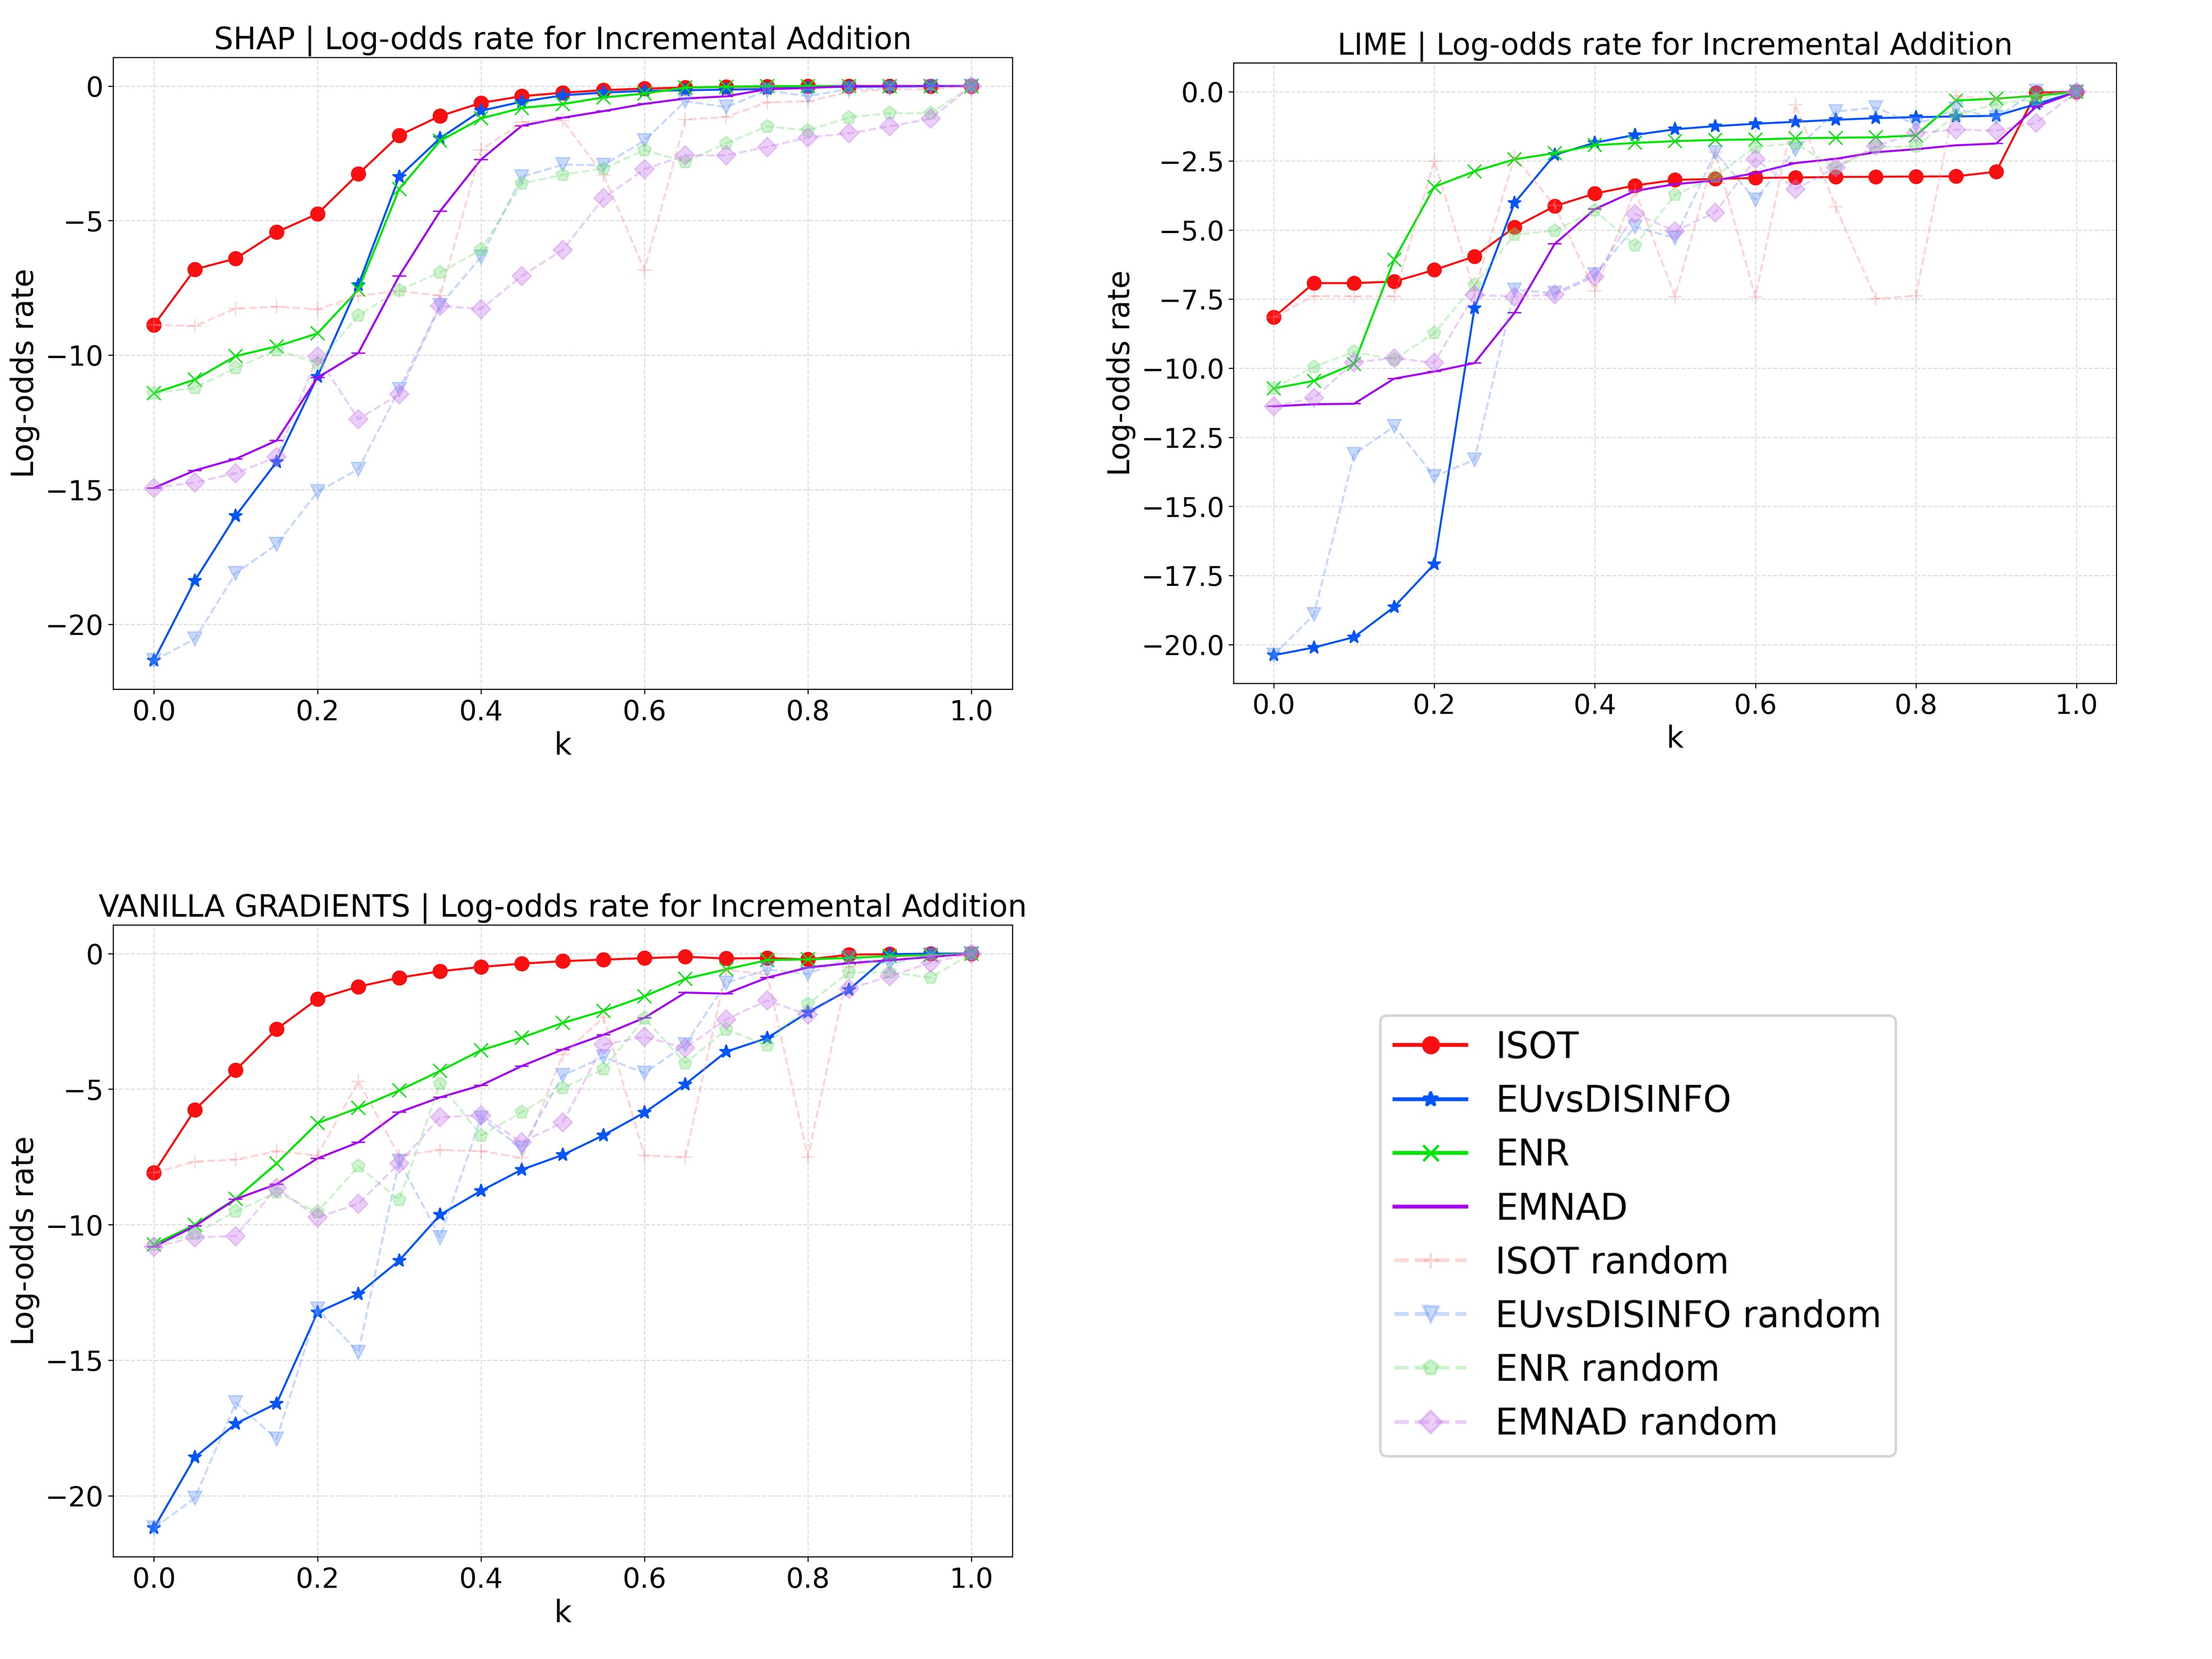 SHAP | Log-odds rate for Incremental Addition
Log-odds rate
0
−5
−10
−15
−20
0.0 0.2 0.4 0.6 0.8 1.0
k
LIME | Log-odds rate for Incremental Addition
Log-odds rate
0.0
−2.5
−5.0
−7.5
−10.0
−12.5
−15.0
−17.5
−20.0
0.0 0.2 0.4 0.6 0.8 1.0
k
VANILLA GRADIENTS | Log-odds rate for Incremental Addition
Log-odds rate
0
−5
−10
−15
−20
0.0 0.2 0.4 0.6 0.8 1.0
k
ISOT
EUvsDISINFO
ENR
EMNAD
ISOT random
EUvsDISINFO random
ENR random
EMNAD random